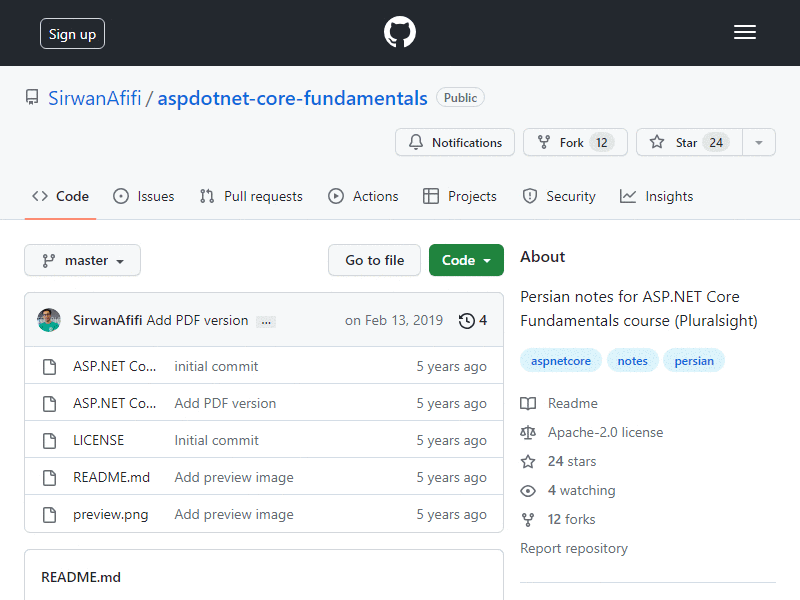 Sign up
SirwanAfifi / aspdotnet-core-fundamentals Public
Notifications Fork 12 Star 24
Code Issues Pull requests Actions Projects Security Insights
master Go to file Code
SirwanAfifi Add PDF version ... on Feb 13, 2019 4
ASP.NET Co... initial commit 5 years ago
ASP.NET Co... Add PDF version 5 years ago
LICENSE Initial commit 5 years ago
README.md Add preview image 5 years ago
preview.png Add preview image 5 years ago
README.md
About
Persian notes for ASP.NET Core
Fundamentals course (Pluralsight)
aspnetcore notes persian
Readme
Apache-2.0 license
24 stars
4 watching
12 forks
Report repository